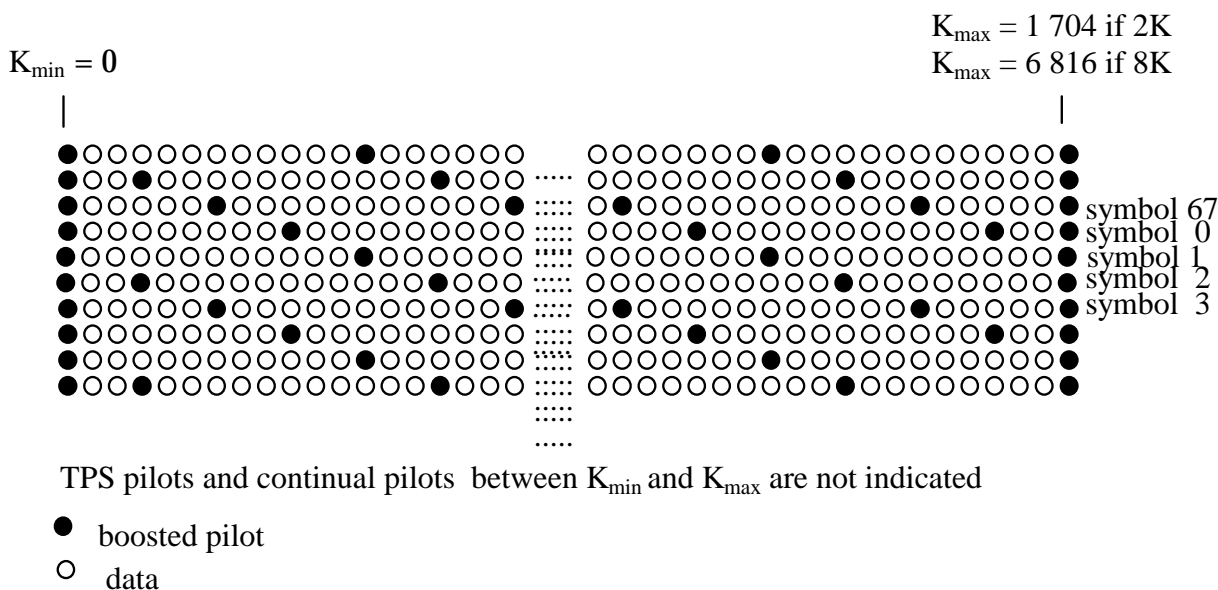 K_max = 1 704 if 2K
K_min = 0
K_max = 6 816 if 8K
symbol 67
symbol 0
symbol 1
symbol 2
symbol 3
TPS pilots and continual pilots between K_min and K_max are not indicated
boosted pilot
data